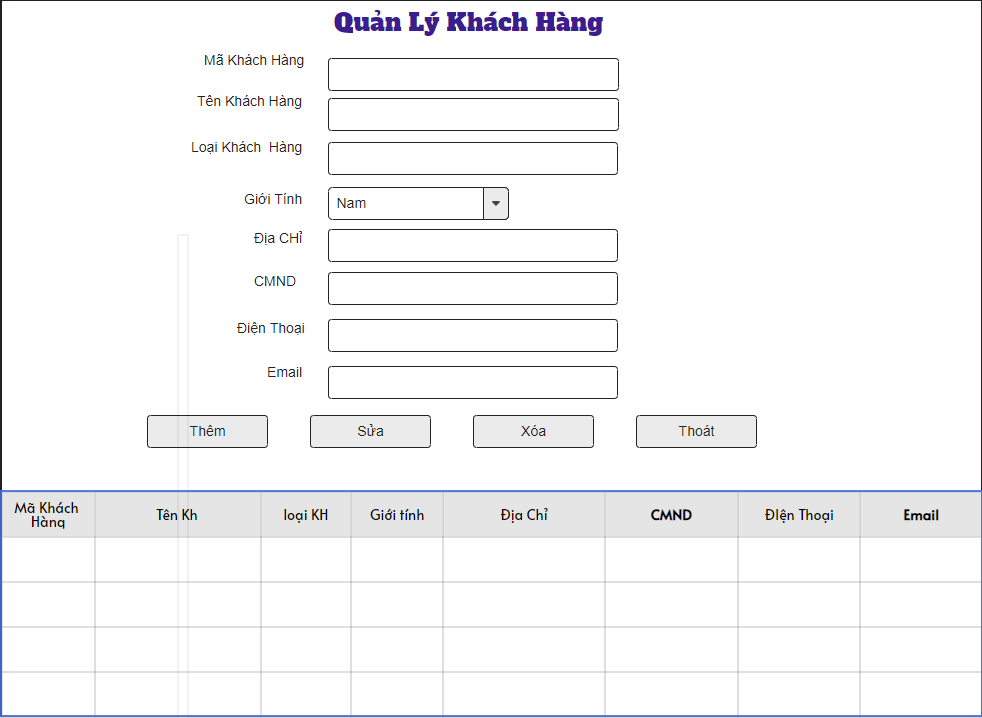 Quản Lý Khách Hàng
Mã Khách Hàng
Tên Khách Hàng
Loại Khách  Hàng
Giới Tính
Nam
Địa CHỉ
CMND
Điện Thoại
Email
Thêm Sửa Xóa Thoát
Mã Khách
Hàng
Tên Kh
loại KH
Giới tính
Địa Chỉ
CMND
ĐIện Thoại
Email